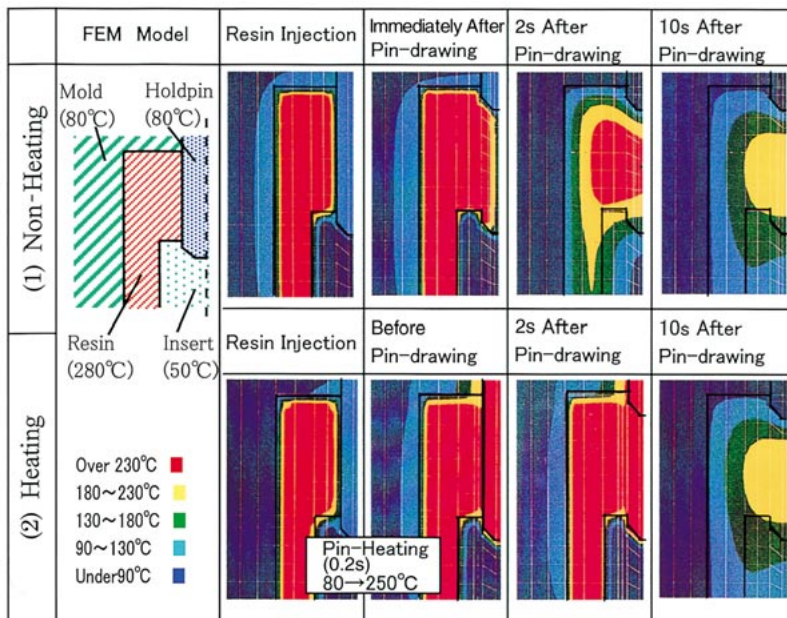 FEM Model
Resin Injection
Immediately After
Pin-drawing
2s After
Pin-drawing
10s After
Pin-drawing
(1) Non-Heating
Mold
(80℃)
Holdpin
(80℃)
Resin
(280℃)
Insert
(50℃)
Resin Injection
Before
Pin-drawing
2s After
Pin-drawing
10s After
Pin-drawing
(2) Heating
Over 230℃
180～230℃
130～180℃
90～130℃
Under90℃
Pin-Heating
(0.2s)
80→250℃